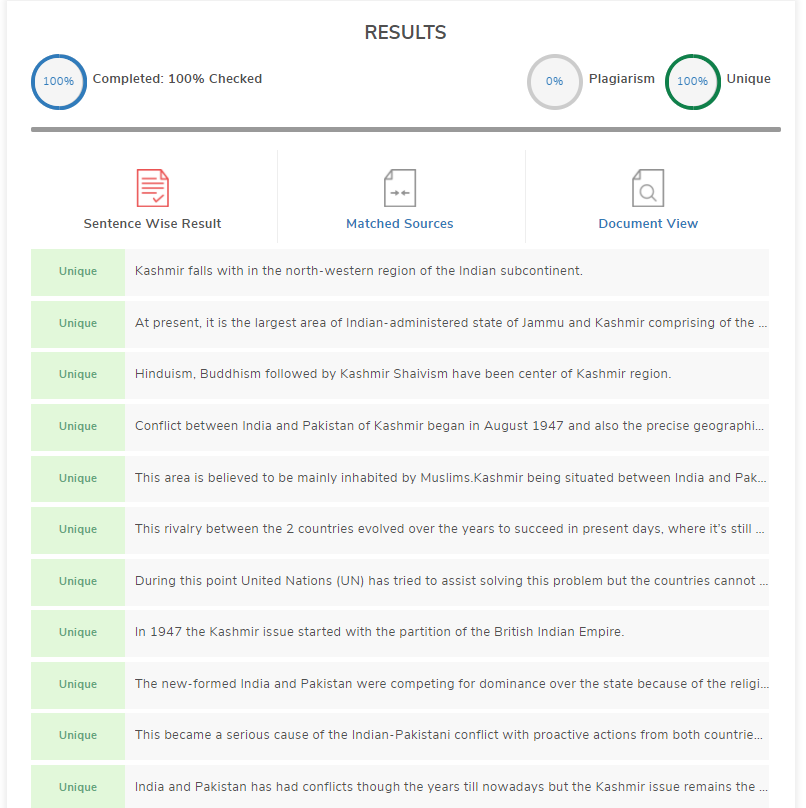 RESULTS
100% Completed: 100% Checked 0% Plagiarism 100% Unique
Sentence Wise Result Matched Sources Document View
Unique Kashmir falls with in the north-western region of the Indian subcontinent.
Unique At present, it is the largest area of Indian-administered state of Jammu and Kashmir comprising of the ...
Unique Hinduism, Buddhism followed by Kashmir Shaivism have been center of Kashmir region.
Unique Conflict between India and Pakistan of Kashmir began in August 1947 and also the precise geographi...
Unique This area is believed to be mainly inhabited by Muslims.Kashmir being situated between India and Pak...
Unique This rivalry between the 2 countries evolved over the years to succeed in present days, where it's still ...
Unique During this point United Nations (UN) has tried to assist solving this problem but the countries cannot ...
Unique In 1947 the Kashmir issue started with the partition of the British Indian Empire.
Unique The new-formed India and Pakistan were competing for dominance over the state because of the religi...
Unique This became a serious cause of the Indian-Pakistani conflict with proactive actions from both countrie...
Unique India and Pakistan has had conflicts though the years till nowadays but the Kashmir issue remains the ...